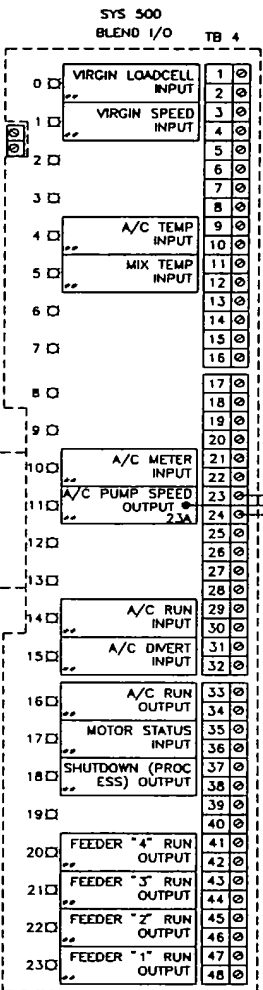 SYS 500
BLEND I/O TB 4
0 VIRGIN LOADCELL 1
INPUT 2
1 VIRGIN SPEED 3
INPUT 4
2 5
6
3 7
8
4 A/C TEMP 9
INPUT 10
5 MIX TEMP 11
INPUT 12
6 13
14
7 15
16
8 17
18
9 19
20
10 A/C METER 21
INPUT 22
11 A/C PUMP SPEED 23
OUTPUT 24
23A
12 25
26
13 27
28
14 A/C RUN 29
INPUT 30
15 A/C DIVERT 31
INPUT 32
16 A/C RUN 33
OUTPUT 34
17 MOTOR STATUS 35
INPUT 36
18 SHUTDOWN (PROC 37
ESS) OUTPUT 38
19 39
40
20 FEEDER "4" RUN 41
OUTPUT 42
21 FEEDER "3" RUN 43
OUTPUT 44
22 FEEDER "2" RUN 45
OUTPUT 46
23 FEEDER "1" RUN 47
OUTPUT 48